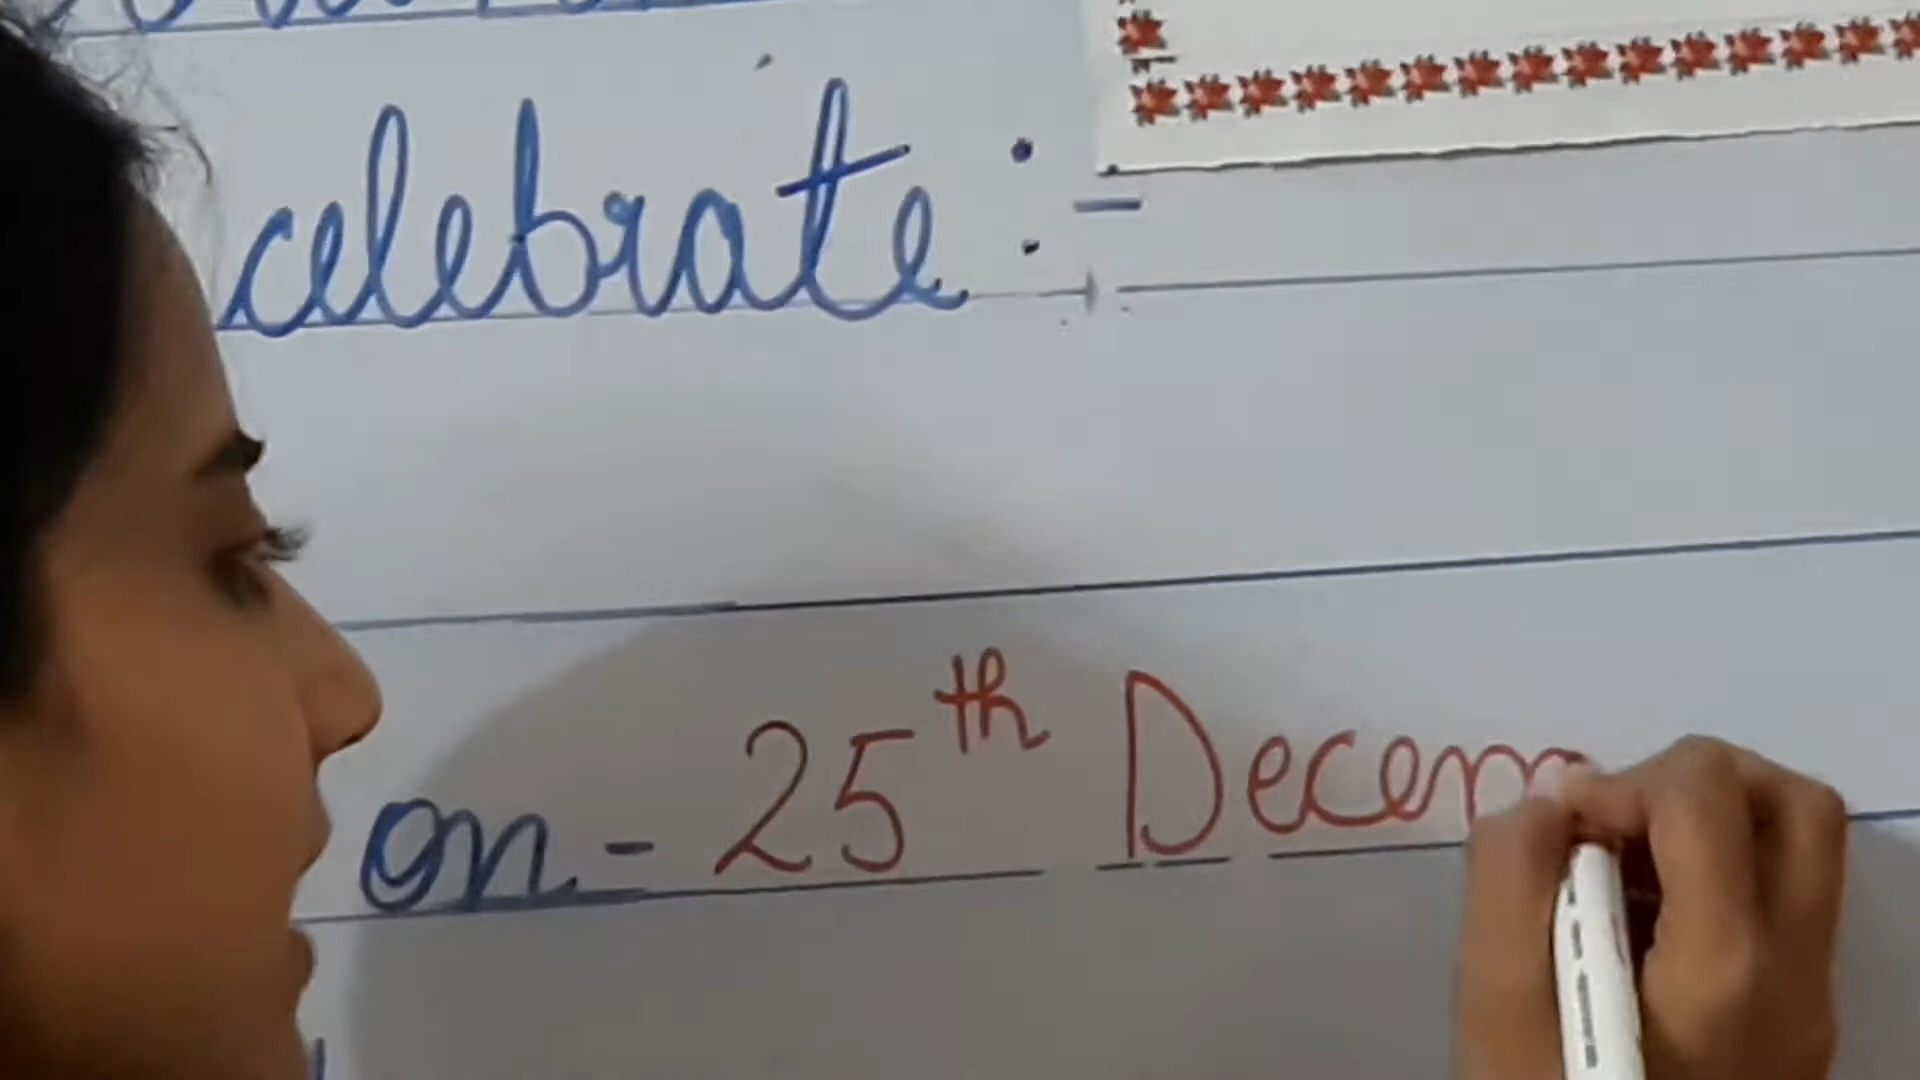 celebrate :-
on - 25th Decem